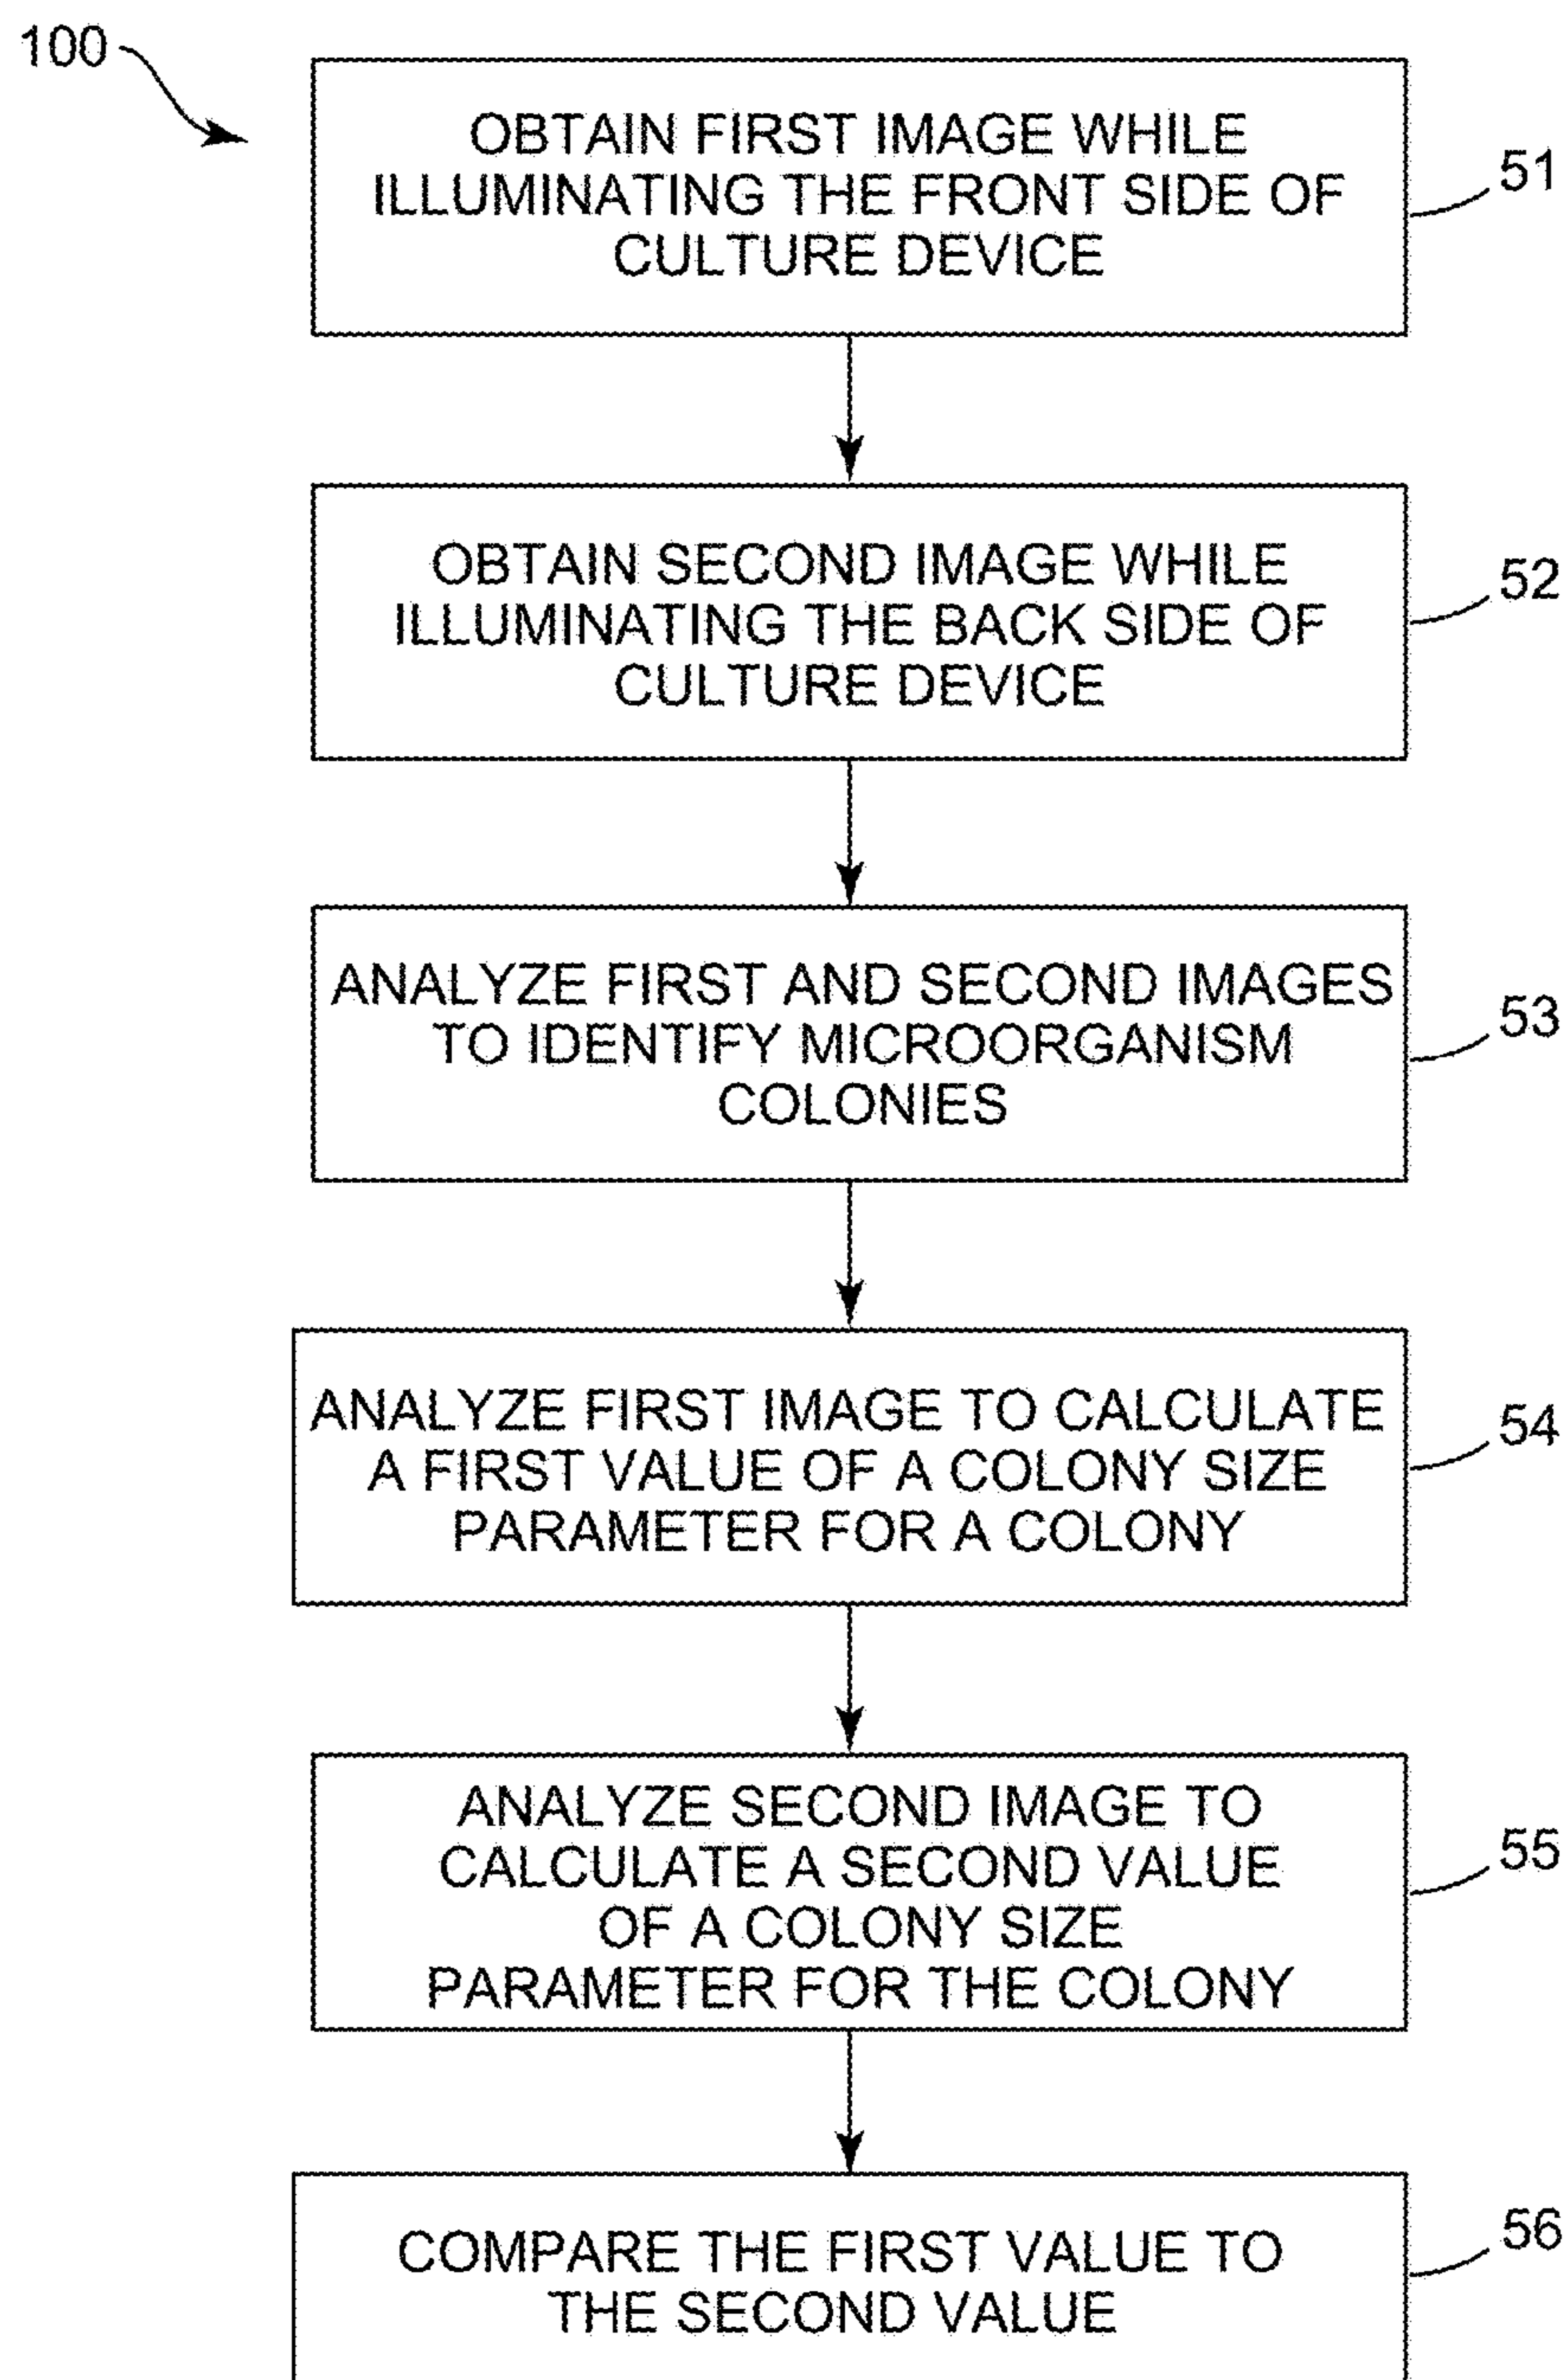 100
OBTAIN FIRST IMAGE WHILE
ILLUMINATING THE FRONT SIDE OF
CULTURE DEVICE
51
OBTAIN SECOND IMAGE WHILE
ILLUMINATING THE BACK SIDE OF
CULTURE DEVICE
52
ANALYZE FIRST AND SECOND IMAGES
TO IDENTIFY MICROORGANISM
COLONIES
53
ANALYZE FIRST IMAGE TO CALCULATE
A FIRST VALUE OF A COLONY SIZE
PARAMETER FOR A COLONY
54
ANALYZE SECOND IMAGE TO
CALCULATE A SECOND VALUE
OF A COLONY SIZE
PARAMETER FOR THE COLONY
55
COMPARE THE FIRST VALUE TO
THE SECOND VALUE
56